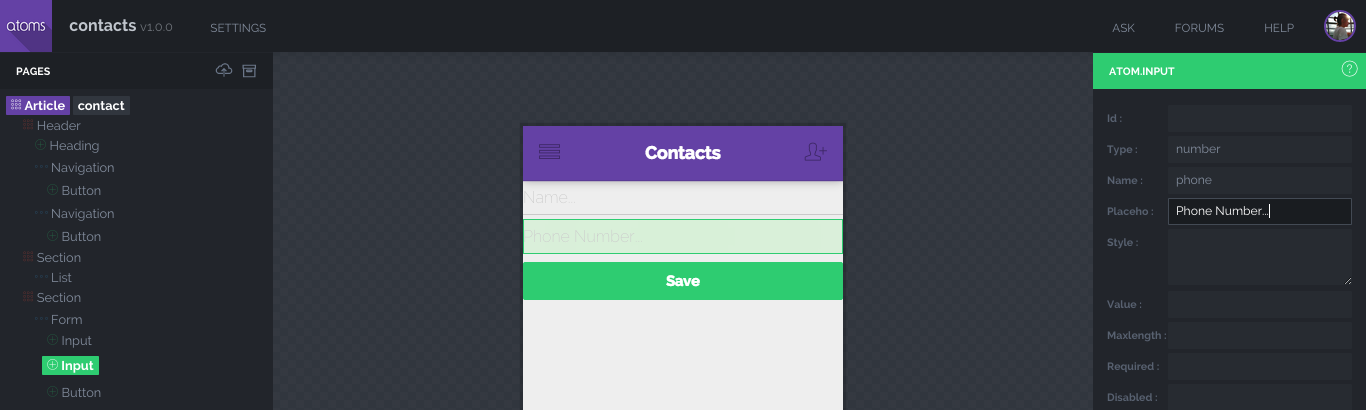 atoms
contacts v1.0.0
SETTINGS
ASK
FORUMS
HELP
PAGES
Article contact
Header
Heading
Navigation
Button
Navigation
Button
Section
List
Section
Form
Input
Input
Button
Contacts
Name...
Phone Number...
Save
ATOM.INPUT
?
Id :
Type : number
Name : phone
Placeho : Phone Number...
Style :
Value :
Maxlength :
Required :
Disabled :